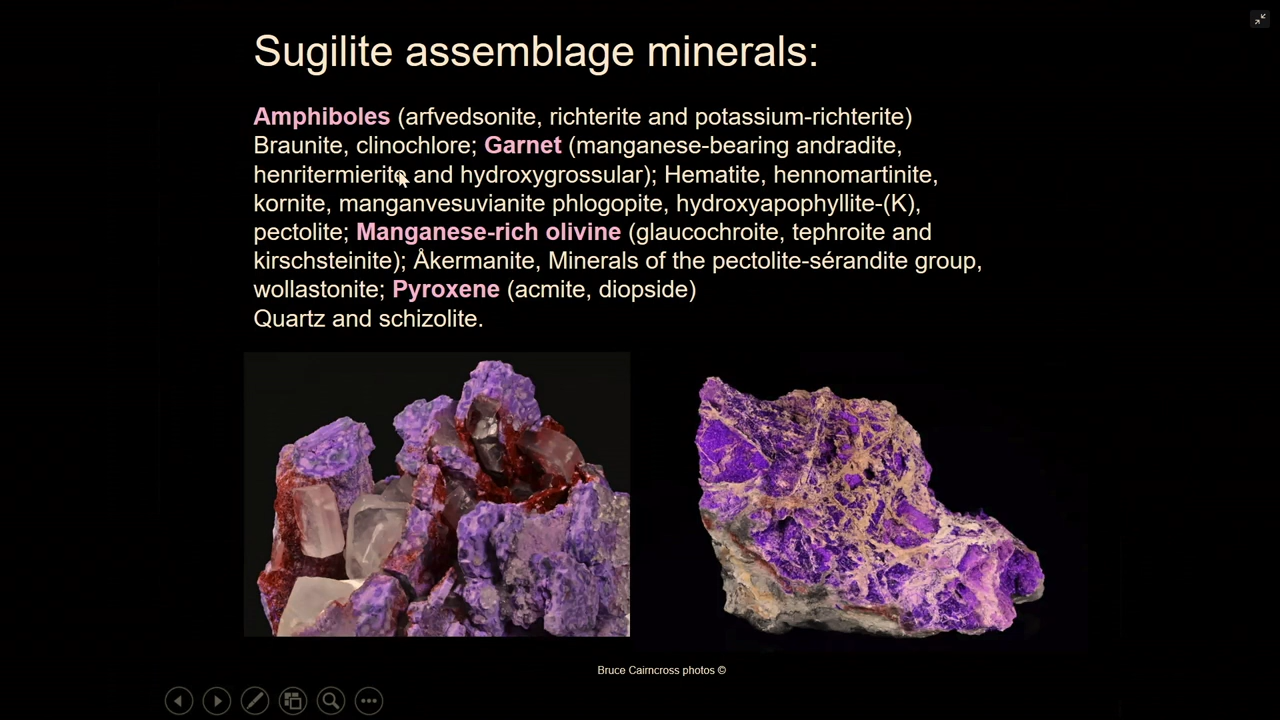 Sugilite assemblage minerals:
Amphiboles (arfvedsonite, richterite and potassium-richterite)
Braunite, clinochlore; Garnet (manganese-bearing andradite,
henritermierite and hydroxygrossular); Hematite, hennomartinite,
kornite, manganvesuvianite phlogopite, hydroxyapophyllite-(K),
pectolite; Manganese-rich olivine (glaucochroite, tephroite and
kirschsteinite); Åkermanite, Minerals of the pectolite-sérandite group,
wollastonite; Pyroxene (acmite, diopside)
Quartz and schizolite.
Bruce Cairncross photos ©